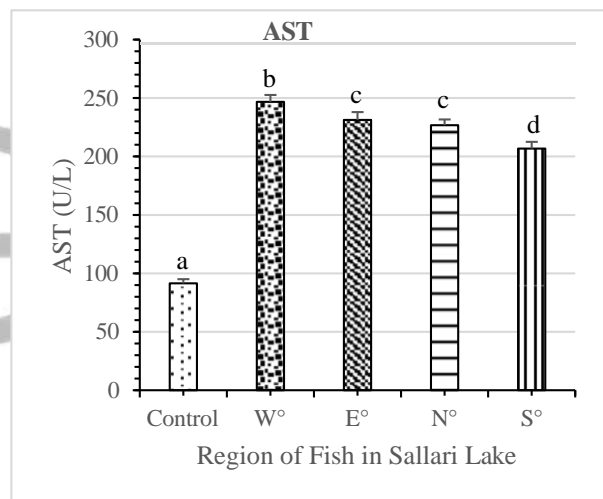 AST
300
250
200
150
100
50
0
AST (U/L)
a
b
c
c
d
Control W° E° N° S°
Region of Fish in Sallari Lake